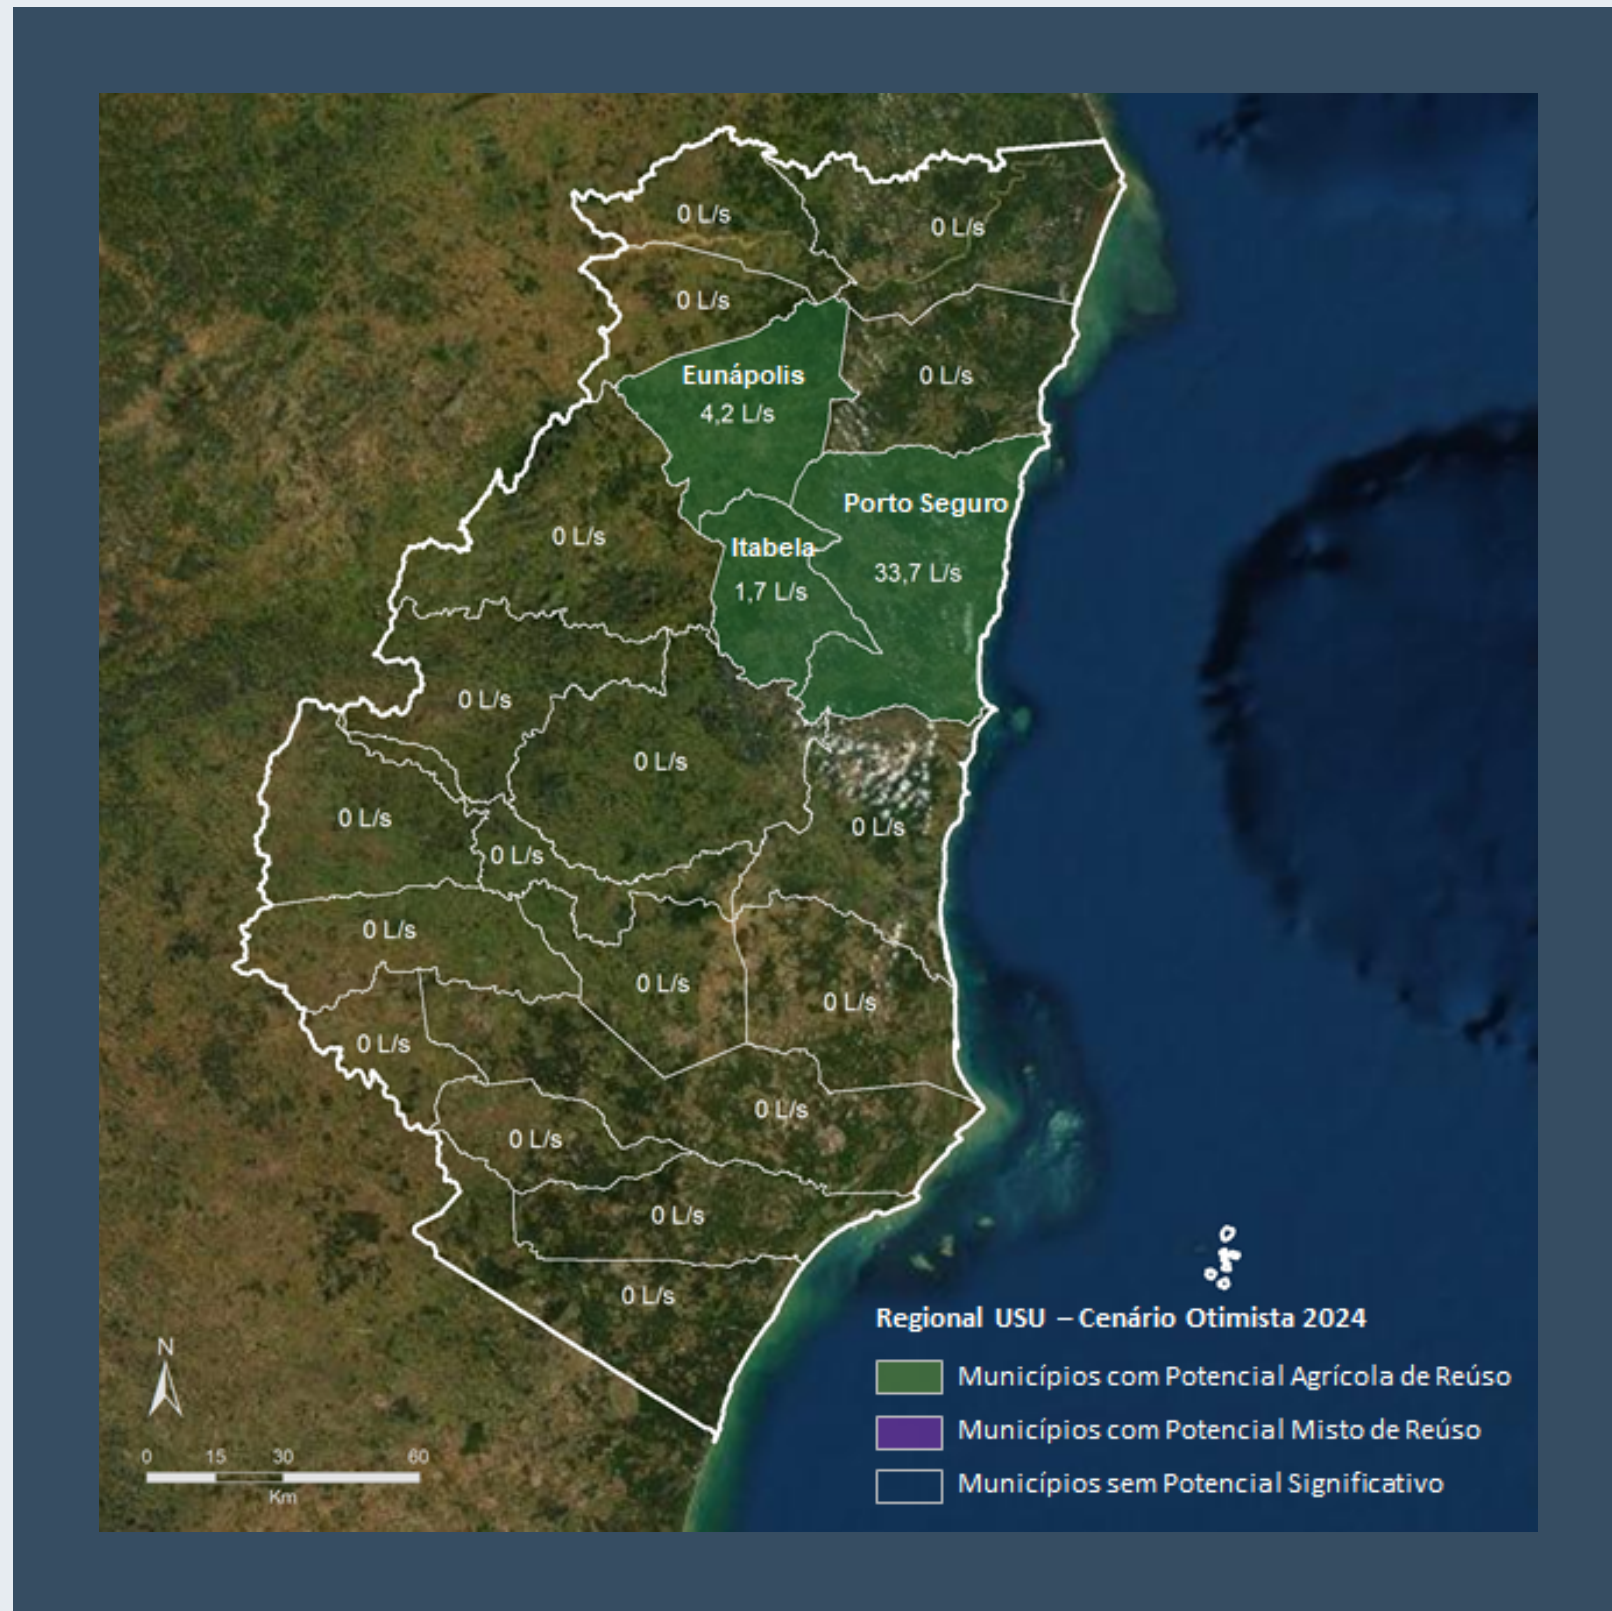 0 L/s
0 L/s
0 L/s
Eunápolis
4,2 L/s
0 L/s
Porto Seguro
33,7 L/s
Itabela
1,7 L/s
0 L/s
0 L/s
0 L/s
0 L/s
0 L/s
0 L/s
0 L/s
0 L/s
0 L/s
0 L/s
0 L/s
0 L/s
0 L/s
0 L/s
Regional USU – Cenário Otimista 2024
Municípios com Potencial Agrícola de Reúso
Municípios com Potencial Misto de Reúso
Municípios sem Potencial Significativo
N
0 15 30 60
Km